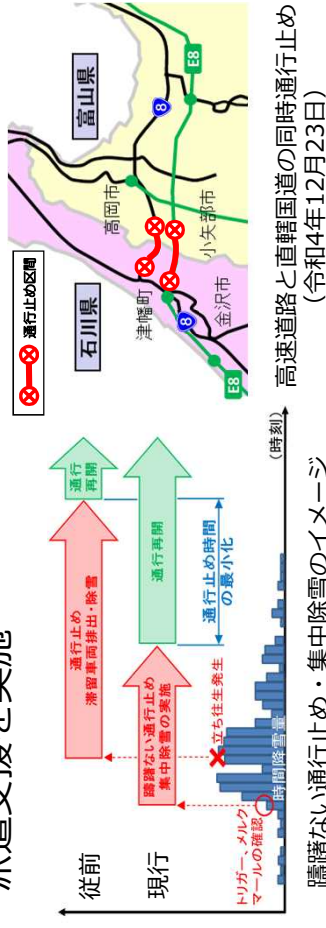 派遣支援を実施
従前
現行
通行止め
滞留車両排出・除雪
通行
再開
躊躇ない通行止め
集中除雪の実施
通行再開
通行止め時間
の最小化
立ち往生発生
トリガー、メルク
マールの確認
時間降雪量
(時刻)
躊躇ない通行止め・集中除雪のイメージ
通行止め区間
石川県
富山県
高岡市
津幡町
小矢部市
金沢市
8
8
E8
E8
高速道路と直轄国道の同時通行止め
(令和4年12月23日)